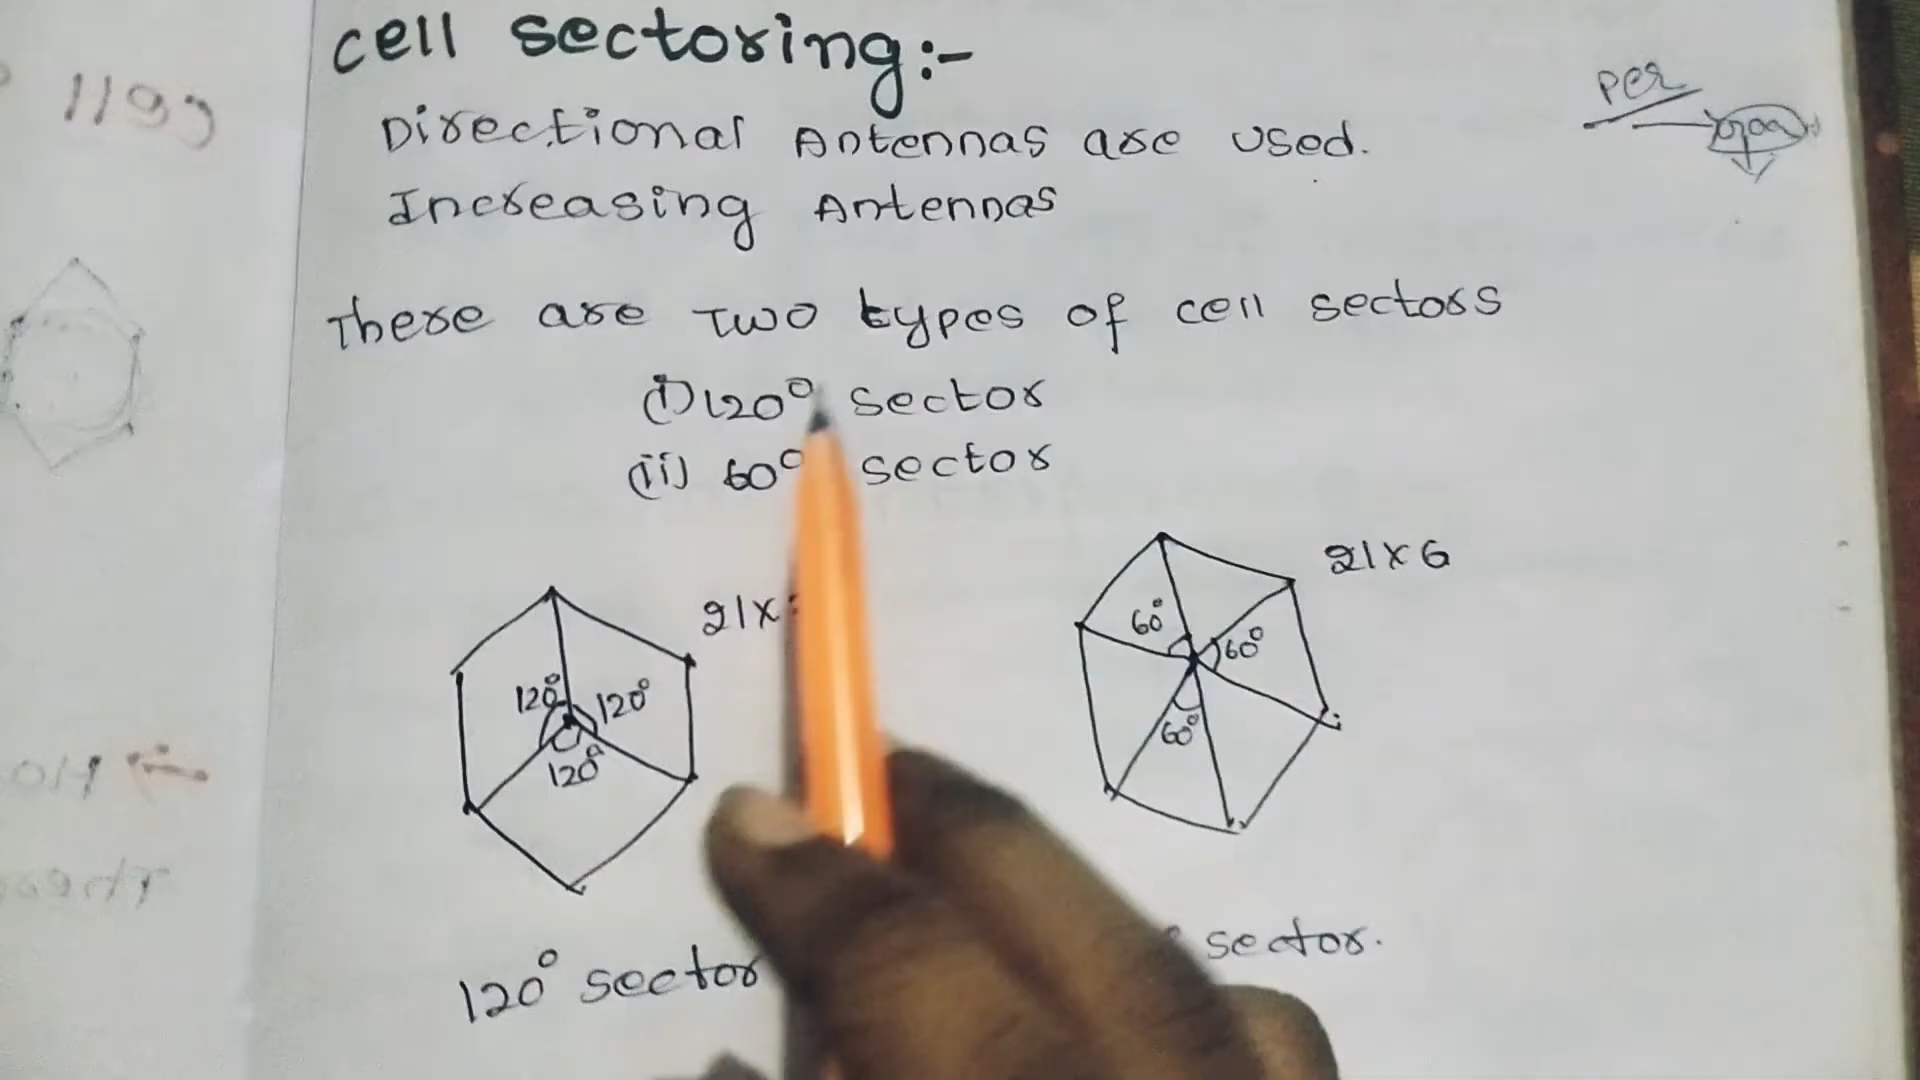 cell sectoring:-
Directional Antennas are used.
Increasing Antennas
There are Two types of cell sectors
(i) 120° sector
(ii) 60° sector
21x
21x6
120°
120°
120°
60°
60°
60°
120° sector
sector.
per